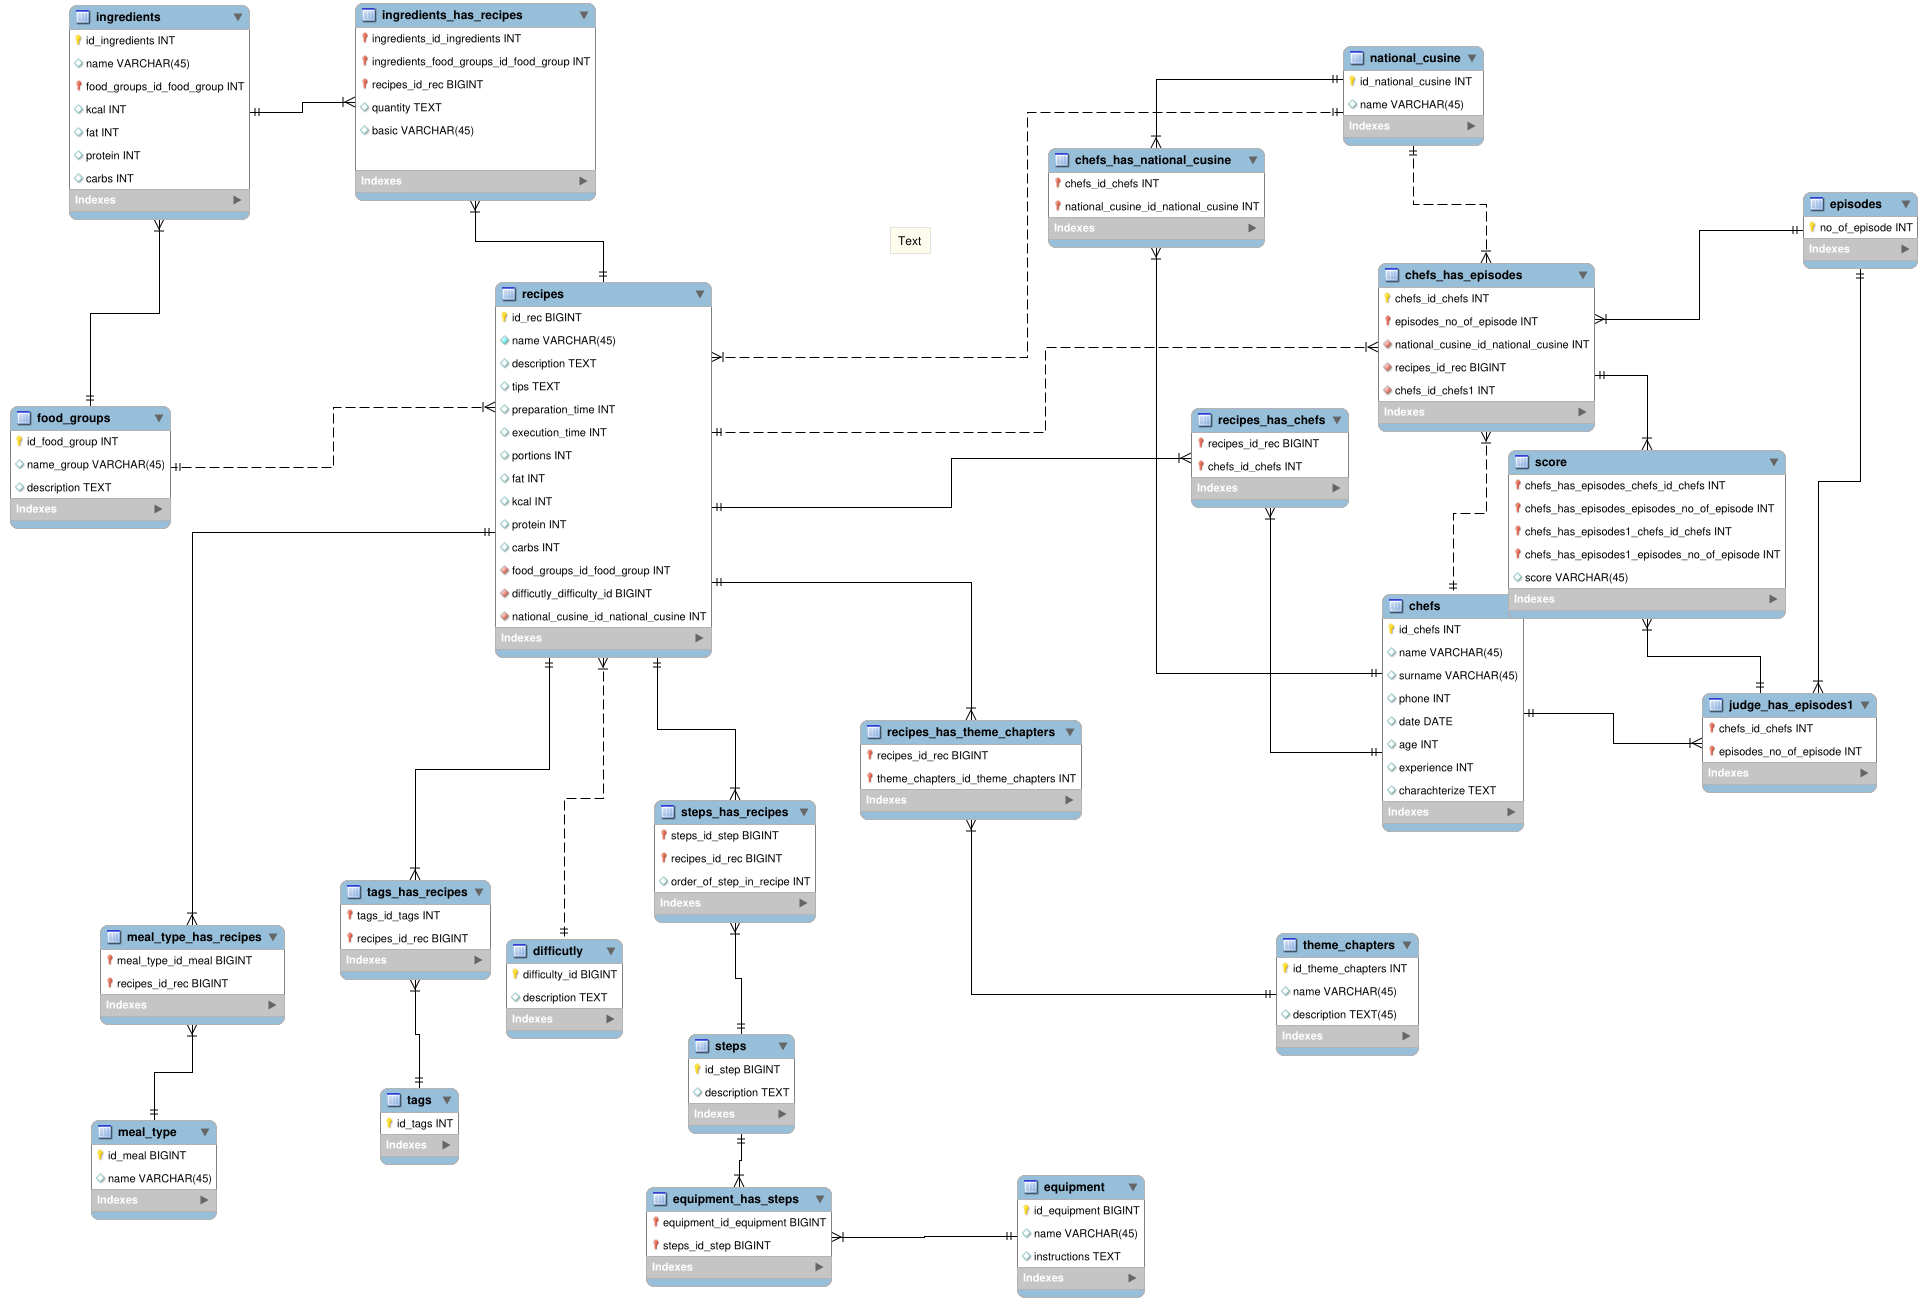 ingredients
id_ingredients INT
name VARCHAR(45)
food_groups_id_food_group INT
kcal INT
fat INT
protein INT
carbs INT
Indexes
ingredients_has_recipes
ingredients_id_ingredients INT
ingredients_food_groups_id_food_group INT
recipes_id_rec BIGINT
quantity TEXT
basic VARCHAR(45)
Indexes
national_cusine
id_national_cusine INT
name VARCHAR(45)
Indexes
chefs_has_national_cusine
chefs_id_chefs INT
national_cusine_id_national_cusine INT
Indexes
episodes
no_of_episode INT
Indexes
Text
chefs_has_episodes
chefs_id_chefs INT
episodes_no_of_episode INT
national_cusine_id_national_cusine INT
recipes_id_rec BIGINT
chefs_id_chefs1 INT
Indexes
recipes
id_rec BIGINT
name VARCHAR(45)
description TEXT
tips TEXT
preparation_time INT
execution_time INT
portions INT
fat INT
kcal INT
protein INT
carbs INT
food_groups_id_food_group INT
difficutly_difficulty_id BIGINT
national_cusine_id_national_cusine INT
Indexes
food_groups
id_food_group INT
name_group VARCHAR(45)
description TEXT
Indexes
recipes_has_chefs
recipes_id_rec BIGINT
chefs_id_chefs INT
Indexes
score
chefs_has_episodes_chefs_id_chefs INT
chefs_has_episodes_episodes_no_of_episode INT
chefs_has_episodes1_chefs_id_chefs INT
chefs_has_episodes1_episodes_no_of_episode INT
score VARCHAR(45)
Indexes
chefs
id_chefs INT
name VARCHAR(45)
surname VARCHAR(45)
phone INT
date DATE
age INT
experience INT
charachterize TEXT
Indexes
judge_has_episodes1
chefs_id_chefs INT
episodes_no_of_episode INT
Indexes
recipes_has_theme_chapters
recipes_id_rec BIGINT
theme_chapters_id_theme_chapters INT
Indexes
steps_has_recipes
steps_id_step BIGINT
recipes_id_rec BIGINT
order_of_step_in_recipe INT
Indexes
tags_has_recipes
tags_id_tags INT
recipes_id_rec BIGINT
Indexes
meal_type_has_recipes
meal_type_id_meal BIGINT
recipes_id_rec BIGINT
Indexes
difficutly
difficulty_id BIGINT
description TEXT
Indexes
theme_chapters
id_theme_chapters INT
name VARCHAR(45)
description TEXT(45)
Indexes
steps
id_step BIGINT
description TEXT
Indexes
tags
id_tags INT
Indexes
meal_type
id_meal BIGINT
name VARCHAR(45)
Indexes
equipment_has_steps
equipment_id_equipment BIGINT
steps_id_step BIGINT
Indexes
equipment
id_equipment BIGINT
name VARCHAR(45)
instructions TEXT
Indexes